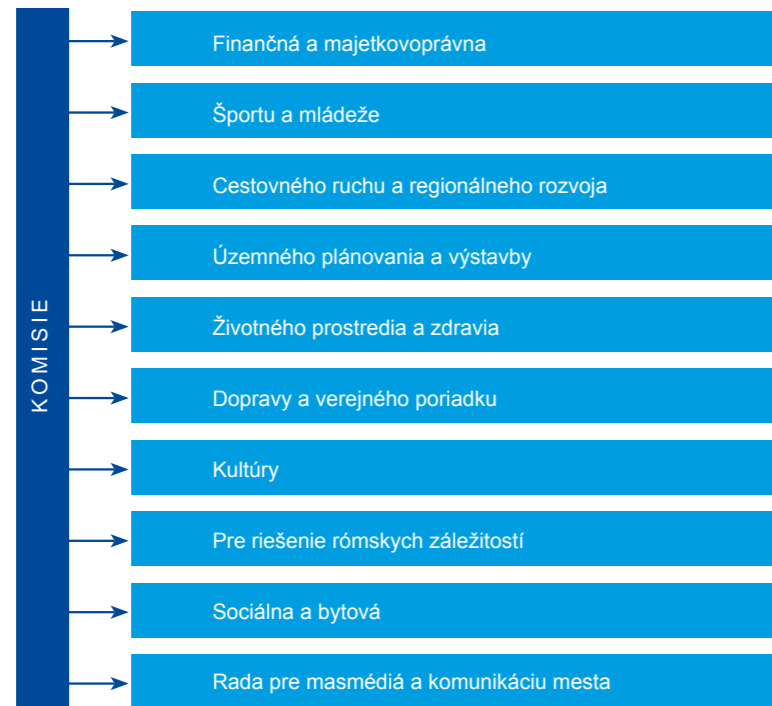 KOMISIE
Finančná a majetkovoprávna
Športu a mládeže
Cestovného ruchu a regionálneho rozvoja
Územného plánovania a výstavby
Životného prostredia a zdravia
Dopravy a verejného poriadku
Kultúry
Pre riešenie rómskych záležitostí
Sociálna a bytová
Rada pre masmédiá a komunikáciu mesta